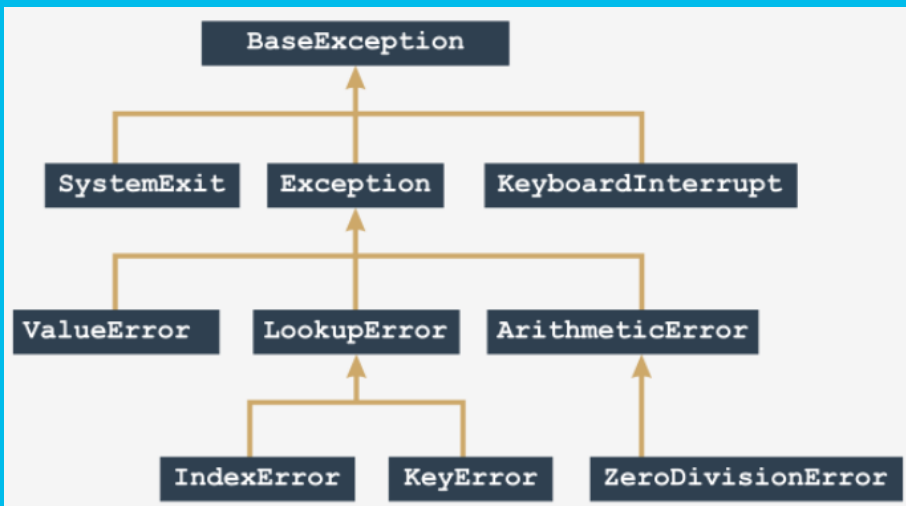 BaseException
SystemExit Exception KeyboardInterrupt
ValueError LookupError ArithmeticError
IndexError KeyError ZeroDivisionError